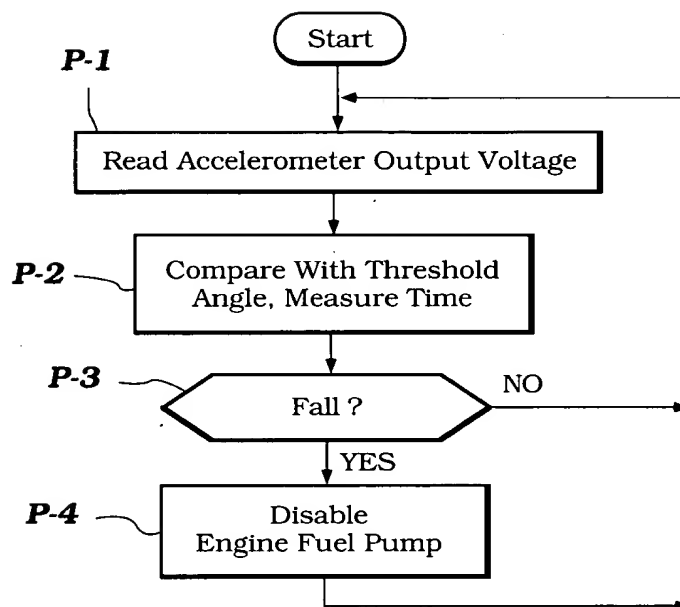 Start
P-1
Read Accelerometer Output Voltage
P-2
Compare With Threshold
Angle, Measure Time
P-3
Fall ?
NO
YES
P-4
Disable
Engine Fuel Pump